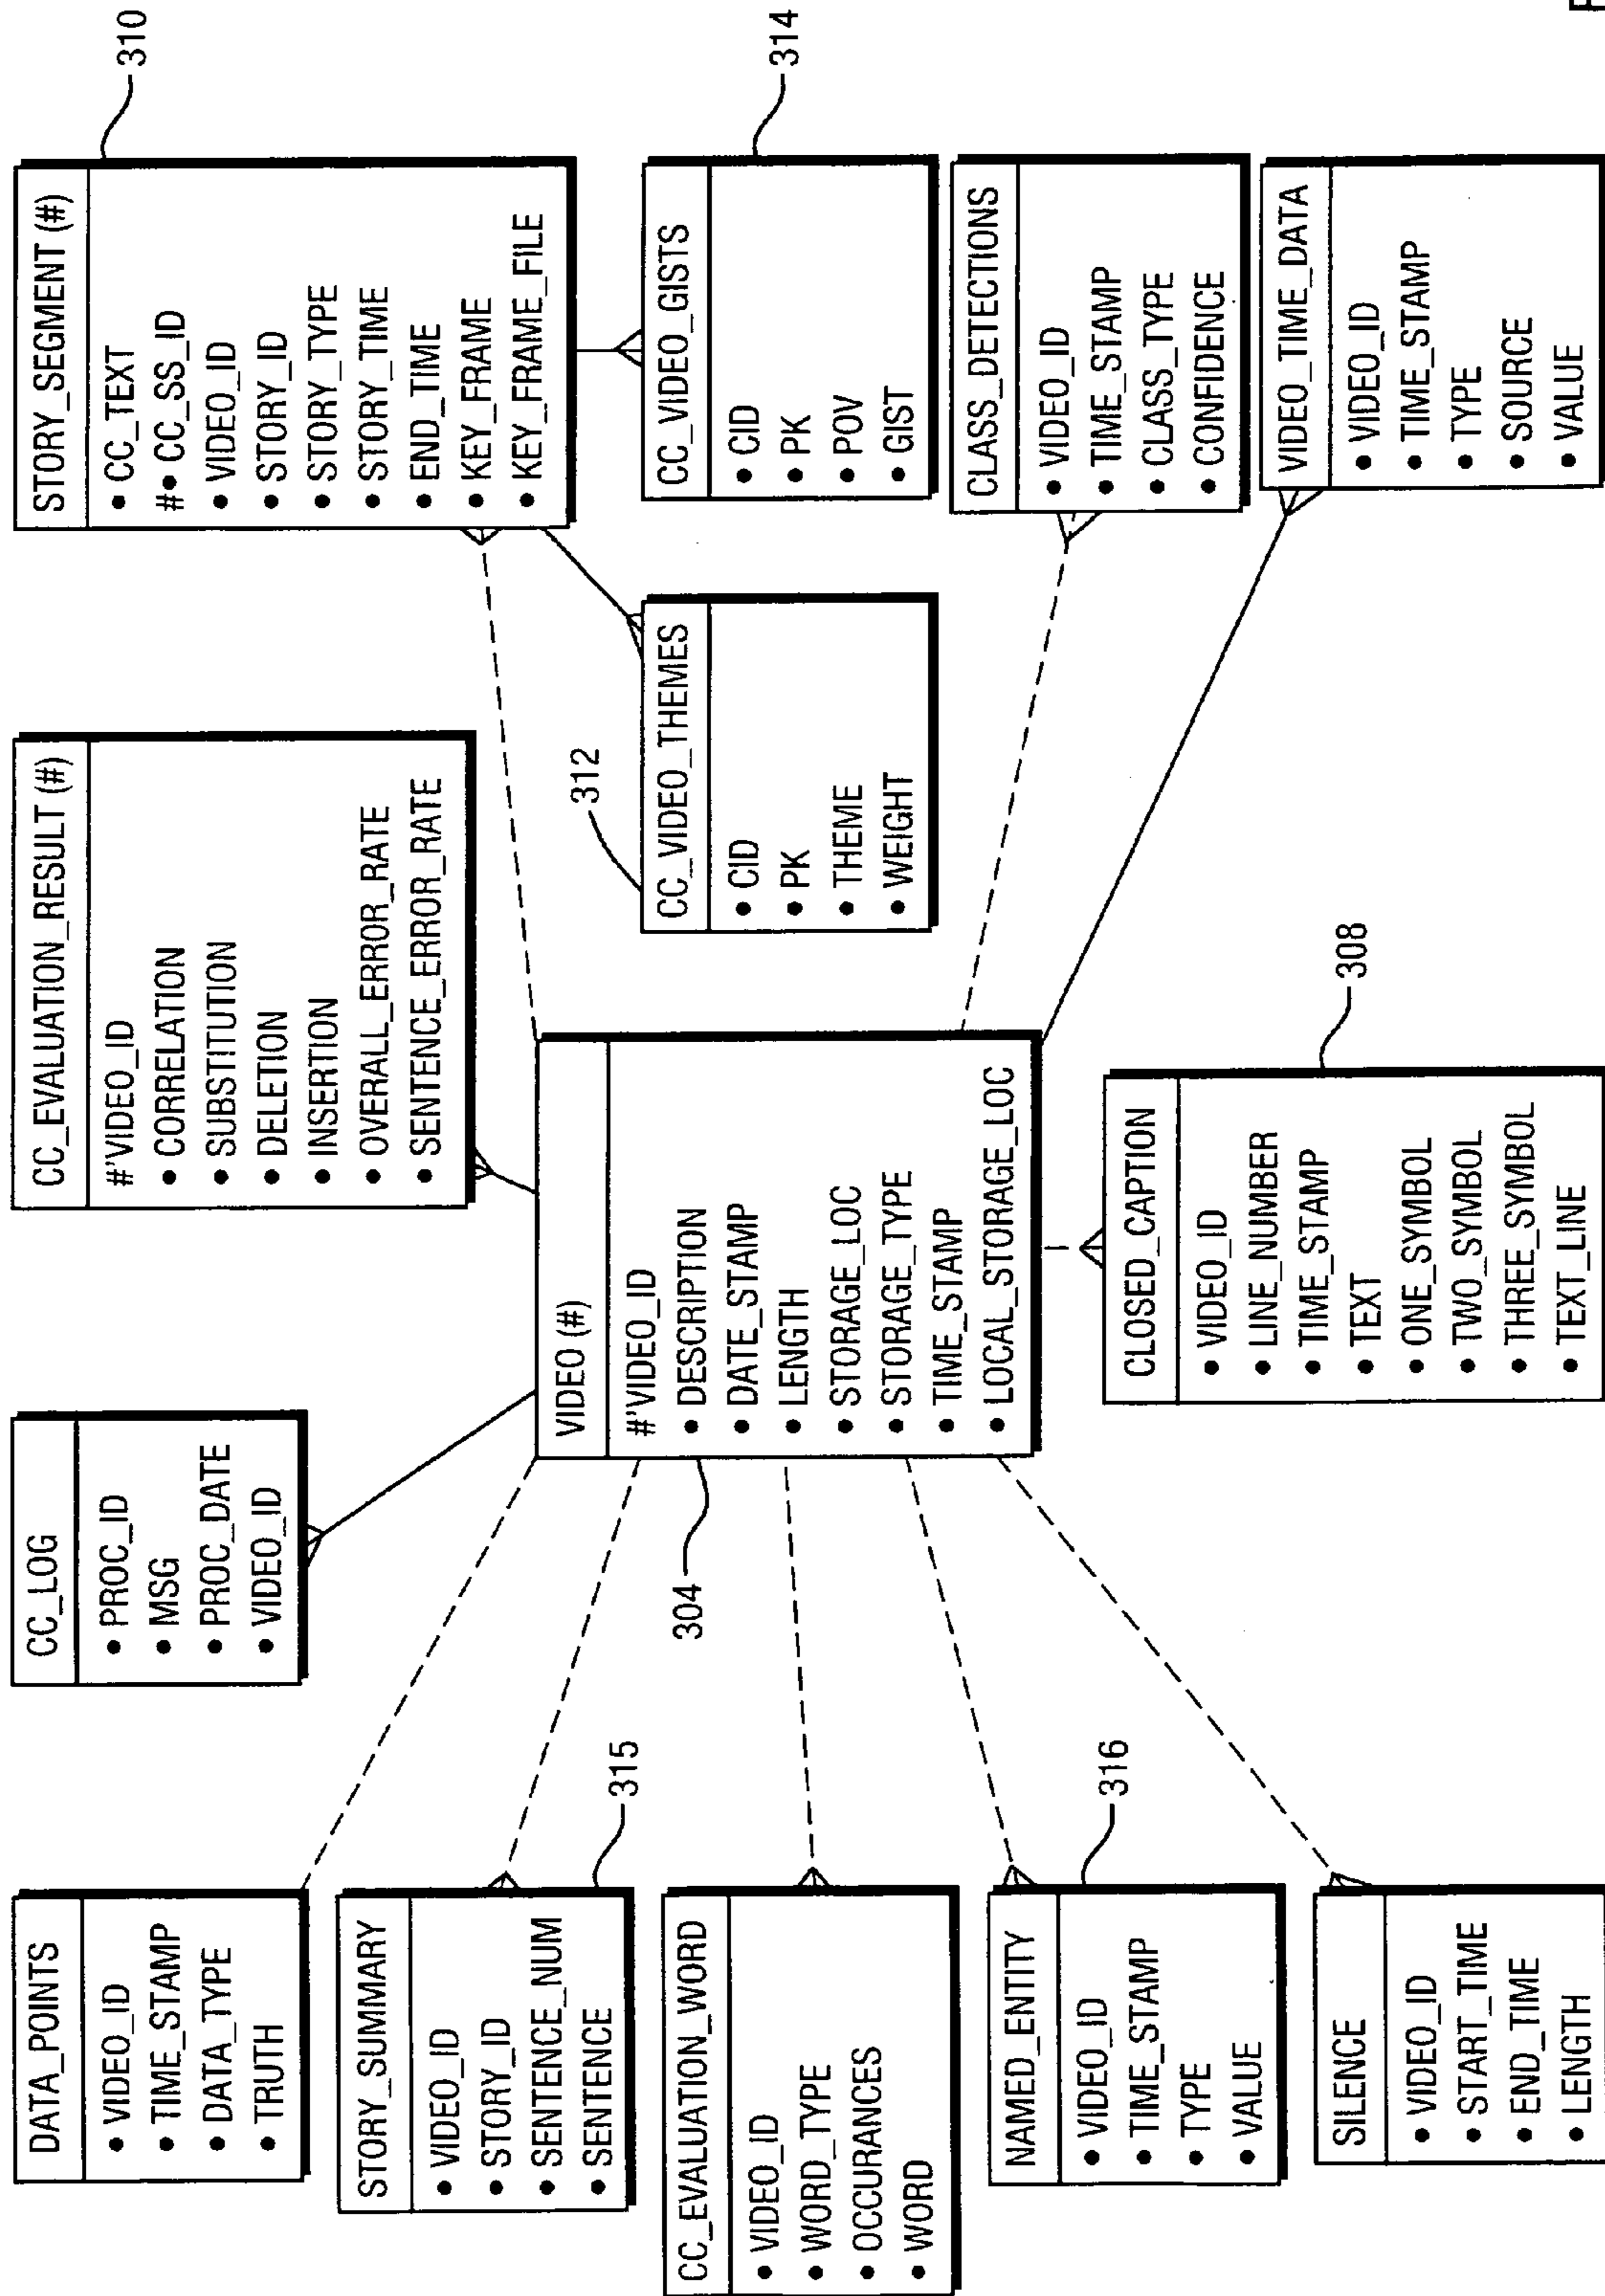 DATA_POINTS
• VIDEO_ID
• TIME_STAMP
• DATA_TYPE
• TRUTH
STORY_SUMMARY
• VIDEO_ID
• STORY_ID
• SENTENCE_NUM
• SENTENCE
315
CC_EVALUATION_WORD
• VIDEO_ID
• WORD_TYPE
• OCCURANCES
• WORD
NAMED_ENTITY
• VIDEO_ID
• TIME_STAMP
• TYPE
• VALUE
316
SILENCE
• VIDEO_ID
• START_TIME
• END_TIME
• LENGTH
CC_LOG
• PROC_ID
• MSG
• PROC_DATE
• VIDEO_ID
304
VIDEO (#)
#'VIDEO_ID
• DESCRIPTION
• DATE_STAMP
• LENGTH
• STORAGE_LOC
• STORAGE_TYPE
• TIME_STAMP
• LOCAL_STORAGE_LOC
CC_EVALUATION_RESULT (#)
#'VIDEO_ID
• CORRELATION
• SUBSTITUTION
• DELETION
• INSERTION
• OVERALL_ERROR_RATE
• SENTENCE_ERROR_RATE
CLOSED_CAPTION
• VIDEO_ID
• LINE_NUMBER
• TIME_STAMP
• TEXT
• ONE_SYMBOL
• TWO_SYMBOL
• THREE_SYMBOL
• TEXT_LINE
308
312
CC_VIDEO_THEMES
• CID
• PK
• THEME
• WEIGHT
STORY_SEGMENT (#)
• CC_TEXT
#• CC_SS_ID
• VIDEO_ID
• STORY_ID
• STORY_TYPE
• STORY_TIME
• END_TIME
• KEY_FRAME
• KEY_FRAME_FILE
310
CC_VIDEO_GISTS
• CID
• PK
• POV
• GIST
314
CLASS_DETECTIONS
• VIDEO_ID
• TIME_STAMP
• CLASS_TYPE
• CONFIDENCE
VIDEO_TIME_DATA
• VIDEO_ID
• TIME_STAMP
• TYPE
• SOURCE
• VALUE